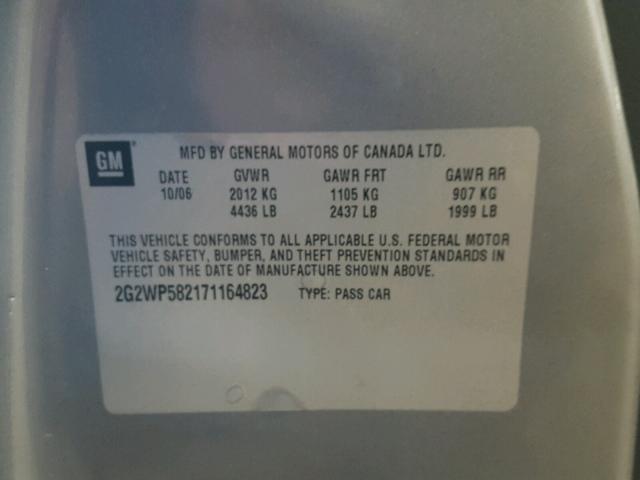 GM
MFD BY GENERAL MOTORS OF CANADA LTD.
DATE GVWR GAWR FRT GAWR RR
10/06 2012 KG 1105 KG 907 KG
4436 LB 2437 LB 1999 LB
THIS VEHICLE CONFORMS TO ALL APPLICABLE U.S. FEDERAL MOTOR
VEHICLE SAFETY, BUMPER, AND THEFT PREVENTION STANDARDS IN
EFFECT ON THE DATE OF MANUFACTURE SHOWN ABOVE.
2G2WP582171164823 TYPE: PASS CAR